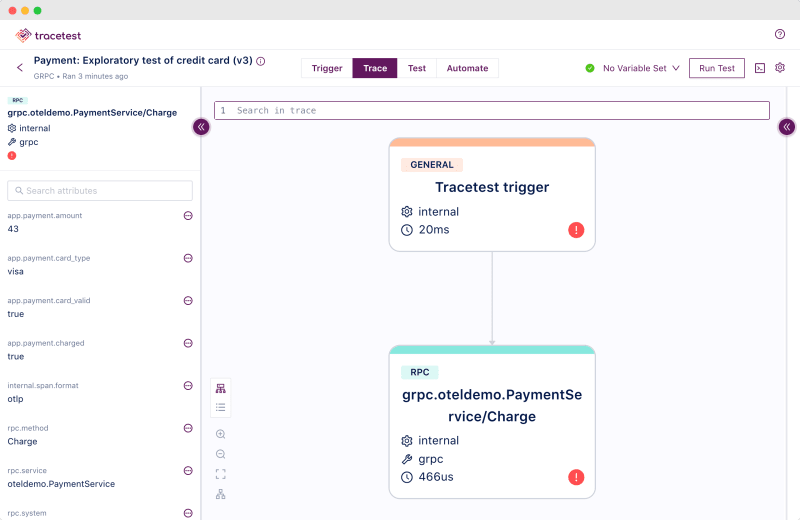 tracetest
Payment: Exploratory test of credit card (v3)
GRPC • Ran 3 minutes ago
Trigger
Trace
Test
Automate
No Variable Set
Run Test
RPC
grpc.oteldemo.PaymentService/Charge
internal
grpc
Search attributes
app.payment.amount
43
app.payment.card_type
visa
app.payment.card_valid
true
app.payment.charged
true
internal.span.format
otlp
rpc.method
Charge
rpc.service
oteldemo.PaymentService
rpc.system
1 Search in trace
GENERAL
Tracetest trigger
internal
20ms
RPC
grpc.oteldemo.PaymentSe
rvice/Charge
internal
grpc
466us